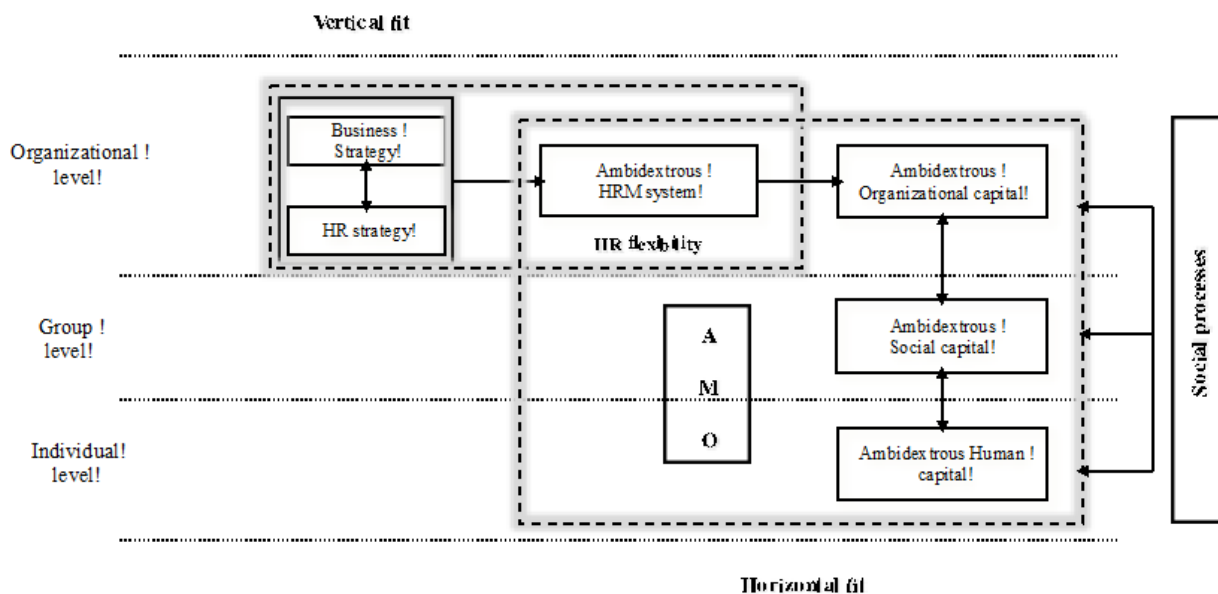 Vertical fit
Organizational !
level!
Business !
Strategy!
HR strategy!
Ambidextrous !
HRM system!
HR flexibility
Ambidextrous !
Organizational capital!
Group !
level!
A
M
O
Ambidextrous !
Social capital!
Individual!
level!
Ambidextrous Human !
capital!
Social processes
Horizontal fit